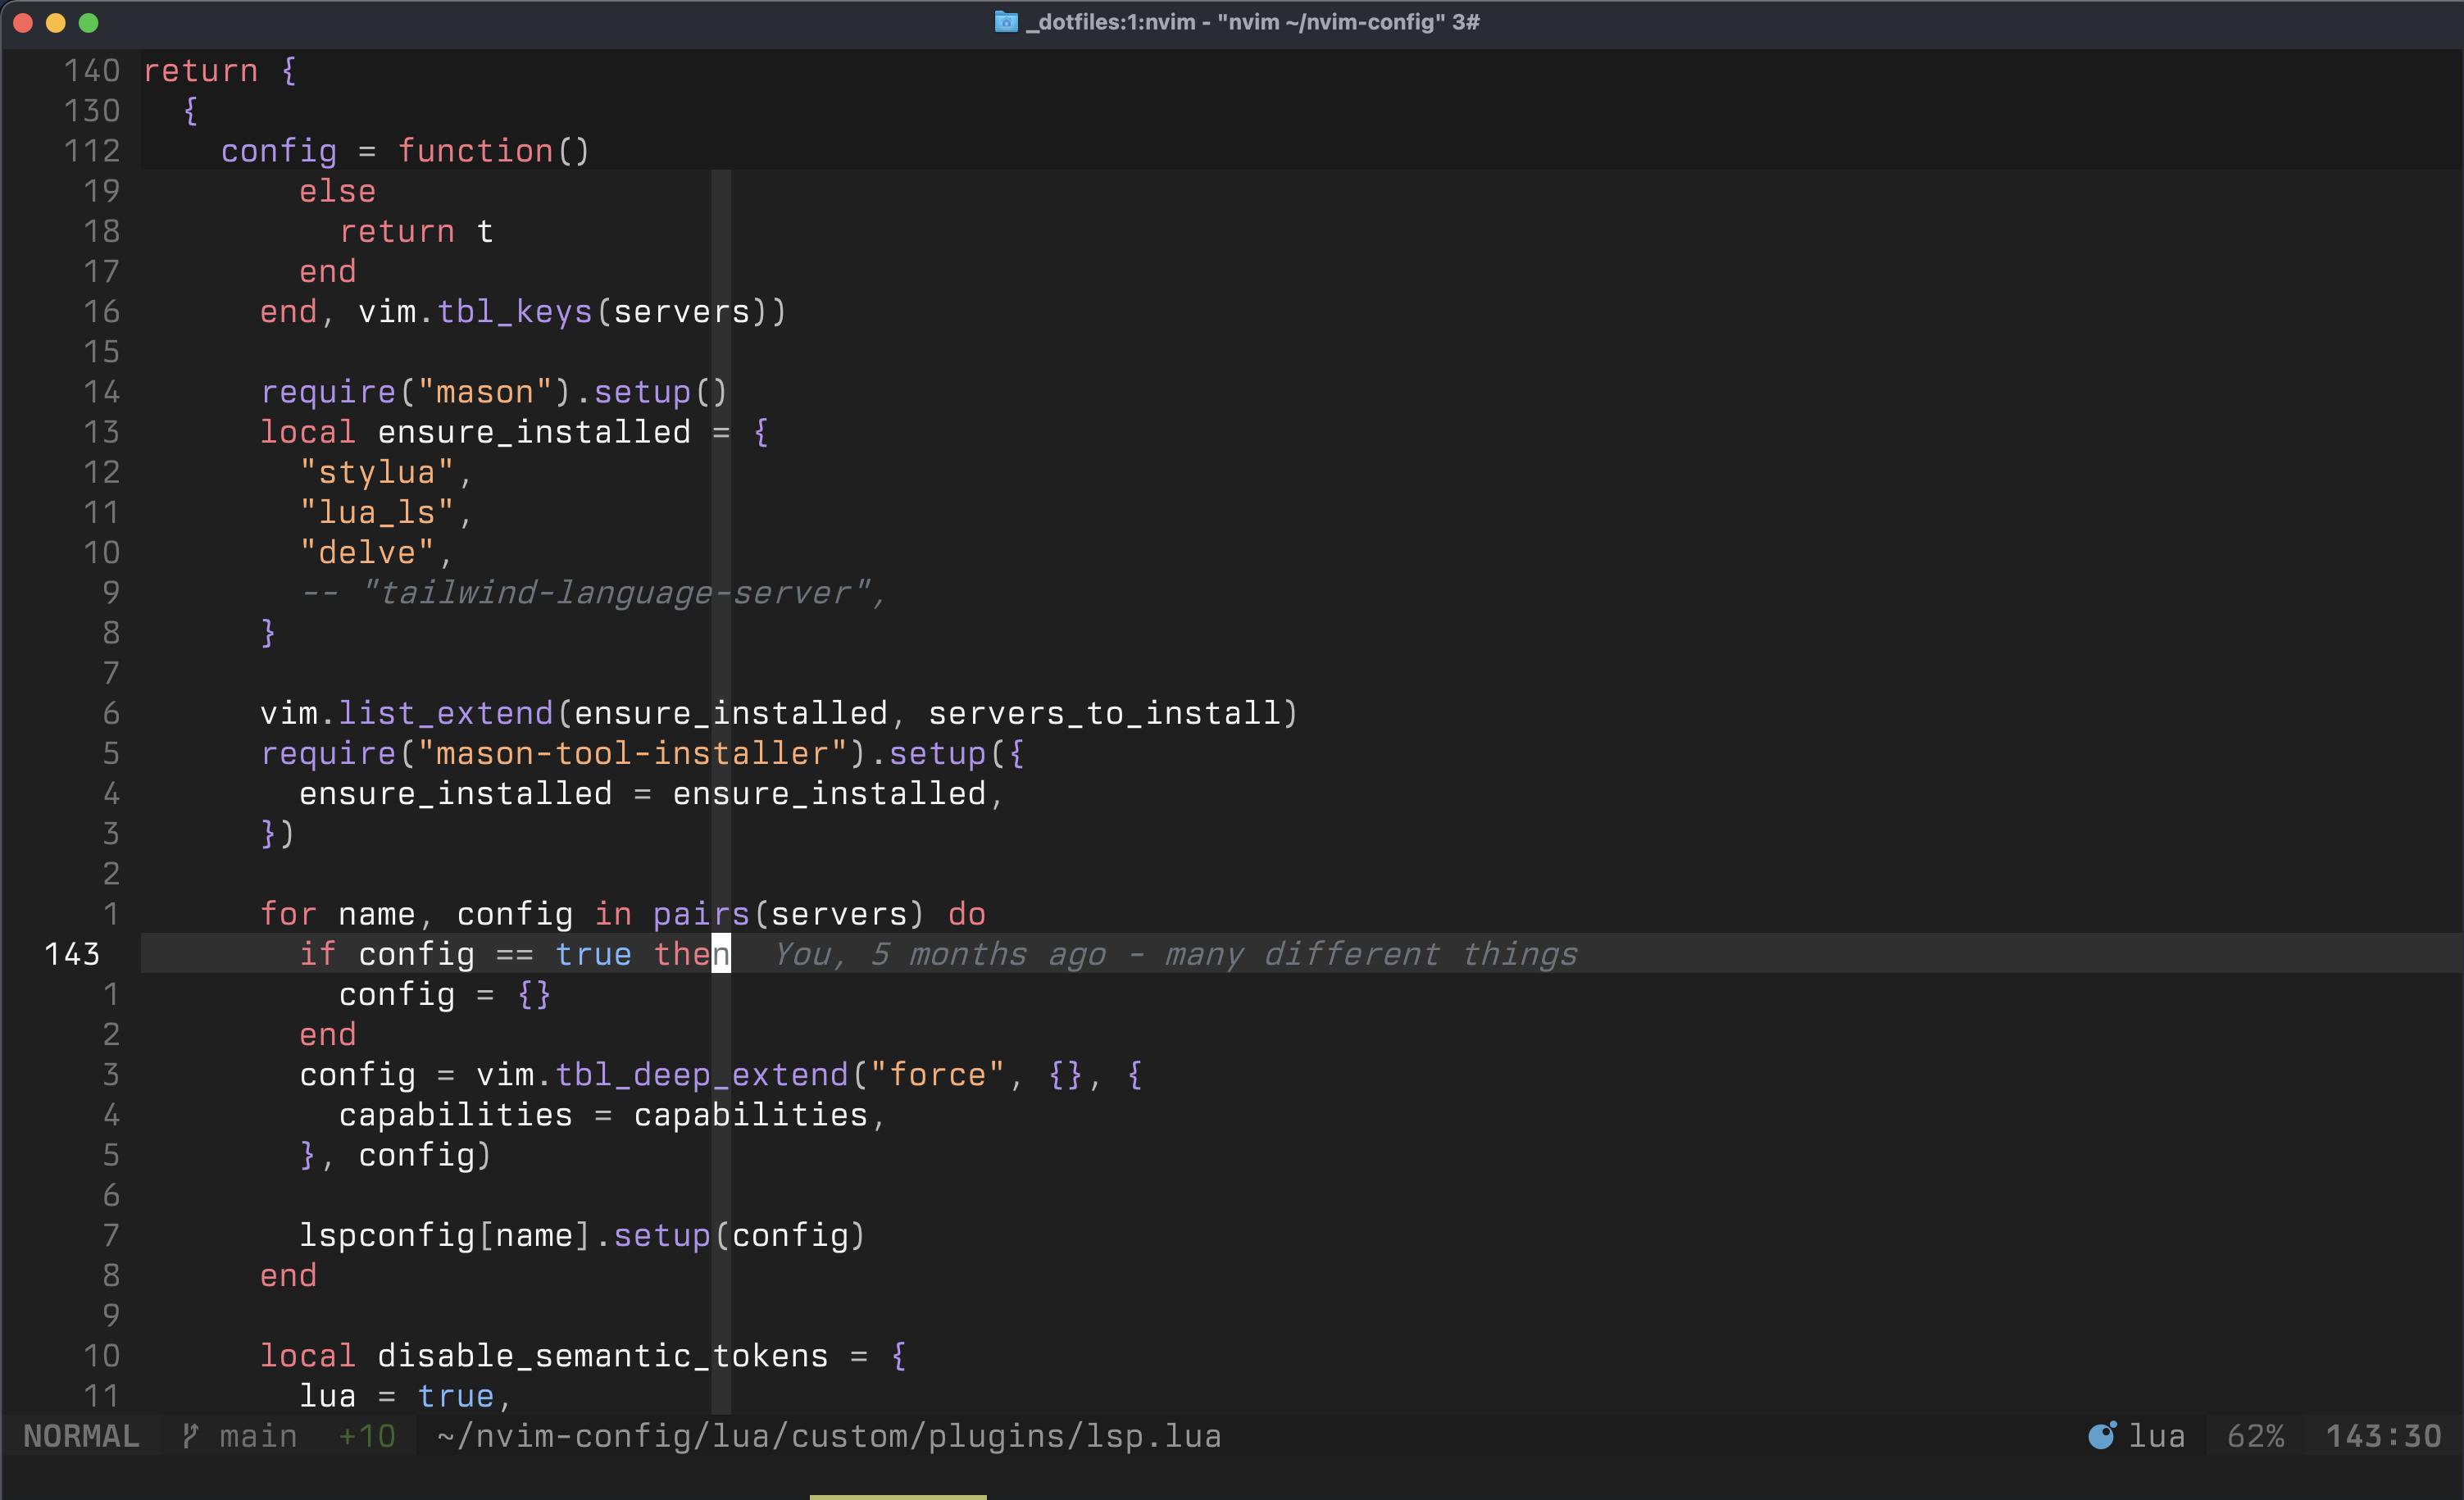 _dotfiles:1:nvim - "nvim ~/nvim-config" 3#
140 return {
130   {
112     config = function()
19         else
18           return t
17         end
16       end, vim.tbl_keys(servers))
15
14       require("mason").setup()
13       local ensure_installed = {
12         "stylua",
11         "lua_ls",
10         "delve",
9         -- "tailwind-language-server",
8       }
7
6       vim.list_extend(ensure_installed, servers_to_install)
5       require("mason-tool-installer").setup({
4         ensure_installed = ensure_installed,
3       })
2
1       for name, config in pairs(servers) do
143         if config == true then  You, 5 months ago - many different things
1           config = {}
2         end
3         config = vim.tbl_deep_extend("force", {}, {
4           capabilities = capabilities,
5         }, config)
6
7         lspconfig[name].setup(config)
8       end
9
10       local disable_semantic_tokens = {
11         lua = true,
NORMAL main +10 ~/nvim-config/lua/custom/plugins/lsp.lua lua 62% 143:30